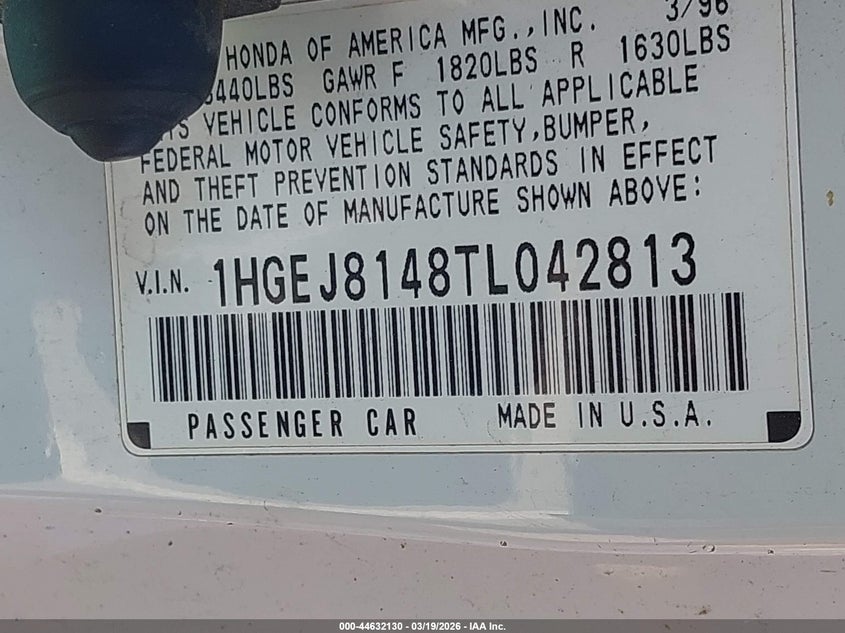 HONDA OF AMERICA MFG.,INC. 3/96
GAWR F 1820LBS R 1630LBS
VEHICLE CONFORMS TO ALL APPLICABLE
FEDERAL MOTOR VEHICLE SAFETY,BUMPER,
AND THEFT PREVENTION STANDARDS IN EFFECT
ON THE DATE OF MANUFACTURE SHOWN ABOVE:
V.I.N. 1HGEJ8148TL042813
PASSENGER CAR MADE IN U.S.A.
000-44632130 - 03/19/2026 - IAA Inc.